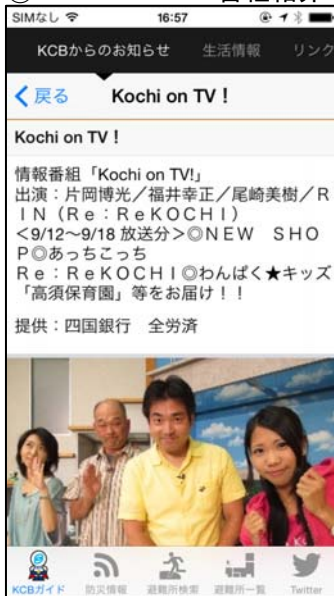 SIMなし 16:57
KCBからのお知らせ 生活情報 リンク
戻る Kochi on TV！
Kochi on TV！
情報番組「Kochi on TV!」
出演：片岡博光／福井幸正／尾崎美樹／Ｒ
ＩＮ（Ｒｅ：ＲｅＫＯＣＨＩ）
＜9/12～9/18 放送分＞◎ＮＥＷ　ＳＨＯ
Ｐ◎あっちこっち
Ｒｅ：ＲｅＫＯＣＨＩ◎わんぱく★キッズ
「高須保育園」等をお届け！！
提供：四国銀行　全労済
KCBガイド 防災情報 避難所検索 避難所一覧 Twitter